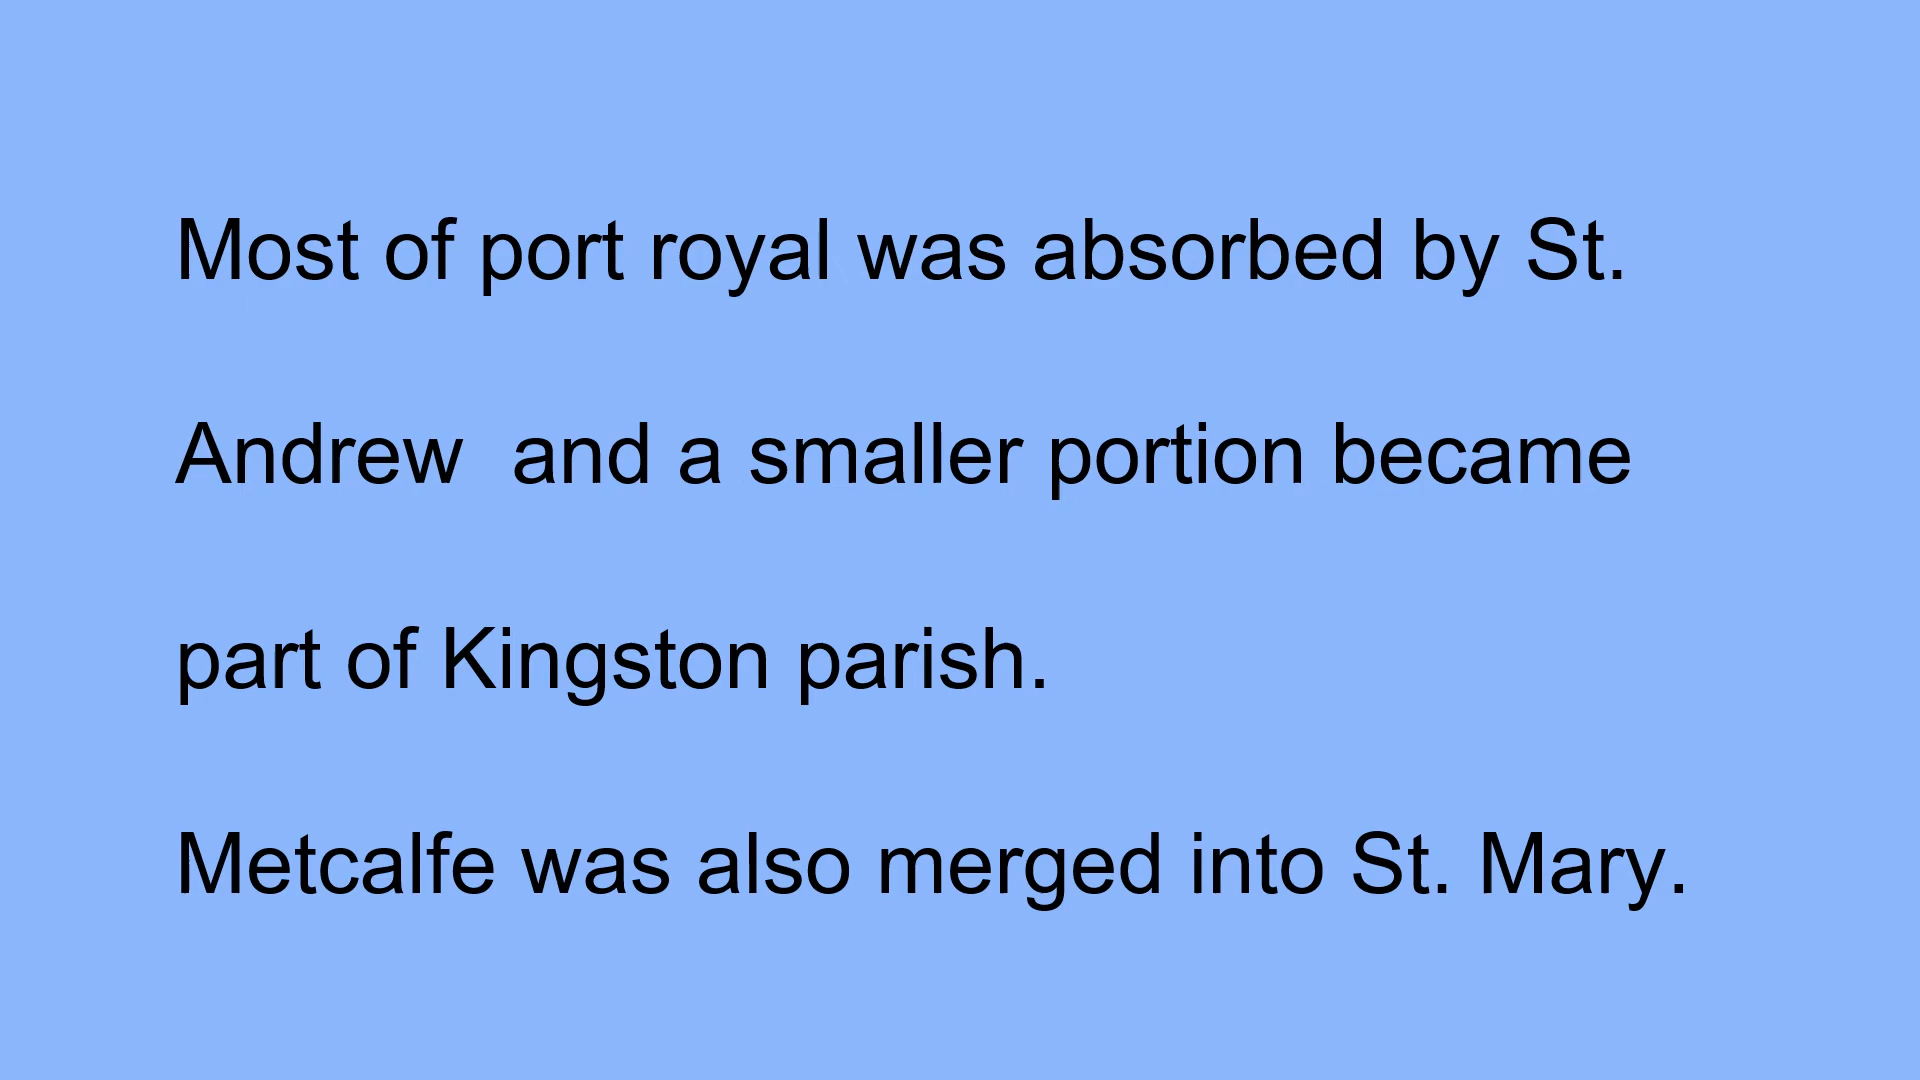 Most of port royal was absorbed by St.
Andrew  and a smaller portion became
part of Kingston parish.
Metcalfe was also merged into St. Mary.